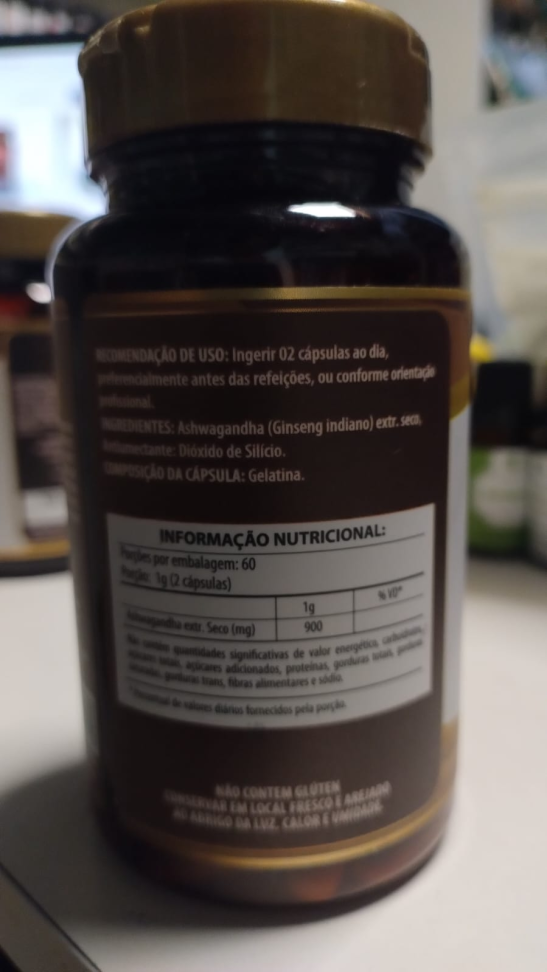 RECOMENDAÇÃO DE USO: Ingerir 02 cápsulas ao dia,
preferencialmente antes das refeições, ou conforme orientação
profissional.
INGREDIENTES: Ashwagandha (Ginseng indiano) extr. seco,
Antiumectante: Dióxido de Silício.
COMPOSIÇÃO DA CÁPSULA: Gelatina.
INFORMAÇÃO NUTRICIONAL:
Porções por embalagem: 60
Porção: 1g (2 cápsulas)
1g % VD*
Ashwagandha extr. Seco (mg) 900
Não contém quantidades significativas de valor energético, carboidratos,
açúcares totais, açúcares adicionados, proteínas, gorduras totais, gorduras
saturadas, gorduras trans, fibras alimentares e sódio.
* Percentual de valores diários fornecidos pela porção.
NÃO CONTEM GLÚTEN
CONSERVAR EM LOCAL FRESCO E AREJADO
AO ABRIGO DA LUZ, CALOR E UMIDADE.